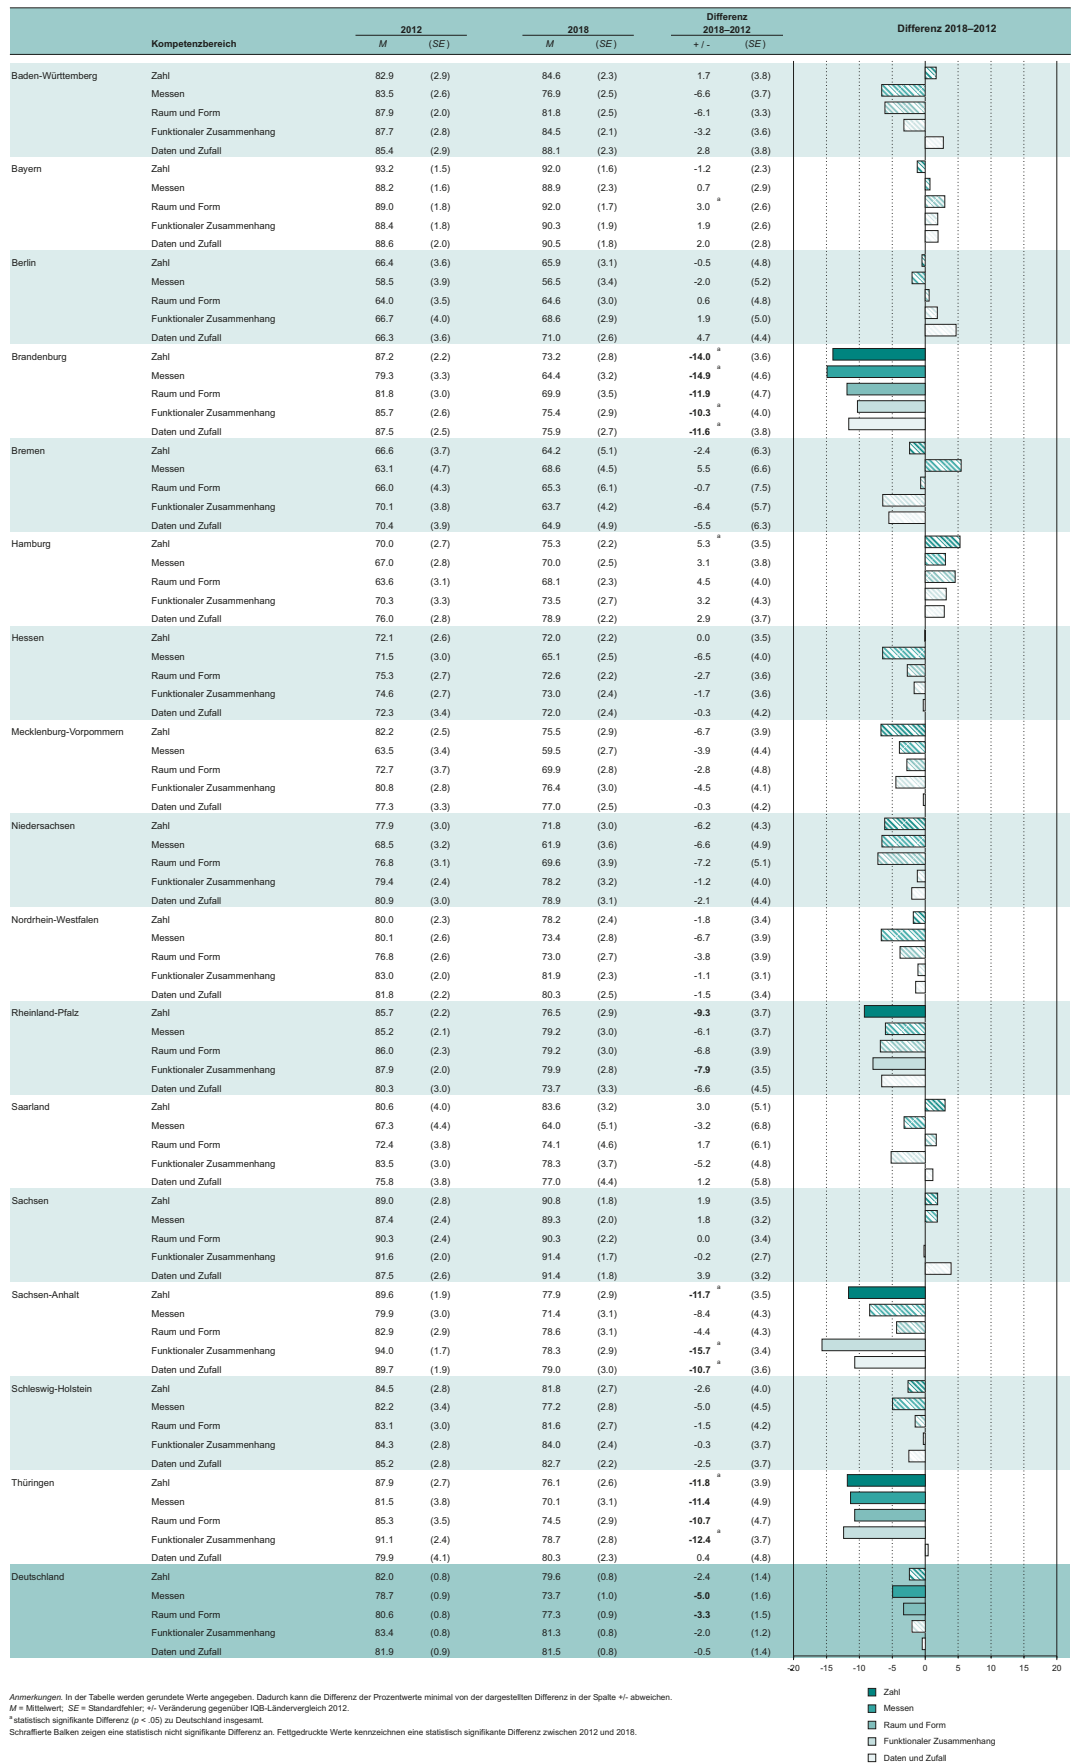 Differenz
2012 2018 2018–2012 Differenz 2018–2012
Kompetenzbereich M (SE) M (SE) + / - (SE)
Baden-Württemberg Zahl 82.9 (2.9) 84.6 (2.3) 1.7 (3.8)
Messen 83.5 (2.6) 76.9 (2.5) -6.6 (3.7)
Raum und Form 87.9 (2.0) 81.8 (2.5) -6.1 (3.3)
Funktionaler Zusammenhang 87.7 (2.8) 84.5 (2.1) -3.2 (3.6)
Daten und Zufall 85.4 (2.9) 88.1 (2.3) 2.8 (3.8)
Bayern Zahl 93.2 (1.5) 92.0 (1.6) -1.2 (2.3)
Messen 88.2 (1.6) 88.9 (2.3) 0.7 (2.9)
Raum und Form 89.0 (1.8) 92.0 (1.7) 3.0 a (2.6)
Funktionaler Zusammenhang 88.4 (1.8) 90.3 (1.9) 1.9 (2.6)
Daten und Zufall 88.6 (2.0) 90.5 (1.8) 2.0 (2.8)
Berlin Zahl 66.4 (3.6) 65.9 (3.1) -0.5 (4.8)
Messen 58.5 (3.9) 56.5 (3.4) -2.0 (5.2)
Raum und Form 64.0 (3.5) 64.6 (3.0) 0.6 (4.8)
Funktionaler Zusammenhang 66.7 (4.0) 68.6 (2.9) 1.9 (5.0)
Daten und Zufall 66.3 (3.6) 71.0 (2.6) 4.7 (4.4)
Brandenburg Zahl 87.2 (2.2) 73.2 (2.8) -14.0 a (3.6)
Messen 79.3 (3.3) 64.4 (3.2) -14.9 a (4.6)
Raum und Form 81.8 (3.0) 69.9 (3.5) -11.9 (4.7)
Funktionaler Zusammenhang 85.7 (2.6) 75.4 (2.9) -10.3 a (4.0)
Daten und Zufall 87.5 (2.5) 75.9 (2.7) -11.6 a (3.8)
Bremen Zahl 66.6 (3.7) 64.2 (5.1) -2.4 (6.3)
Messen 63.1 (4.7) 68.6 (4.5) 5.5 (6.6)
Raum und Form 66.0 (4.3) 65.3 (6.1) -0.7 (7.5)
Funktionaler Zusammenhang 70.1 (3.8) 63.7 (4.2) -6.4 (5.7)
Daten und Zufall 70.4 (3.9) 64.9 (4.9) -5.5 (6.3)
Hamburg Zahl 70.0 (2.7) 75.3 (2.2) 5.3 a (3.5)
Messen 67.0 (2.8) 70.0 (2.5) 3.1 (3.8)
Raum und Form 63.6 (3.1) 68.1 (2.3) 4.5 (4.0)
Funktionaler Zusammenhang 70.3 (3.3) 73.5 (2.7) 3.2 (4.3)
Daten und Zufall 76.0 (2.8) 78.9 (2.2) 2.9 (3.7)
Hessen Zahl 72.1 (2.6) 72.0 (2.2) 0.0 (3.5)
Messen 71.5 (3.0) 65.1 (2.5) -6.5 (4.0)
Raum und Form 75.3 (2.7) 72.6 (2.2) -2.7 (3.6)
Funktionaler Zusammenhang 74.6 (2.7) 73.0 (2.4) -1.7 (3.6)
Daten und Zufall 72.3 (3.4) 72.0 (2.4) -0.3 (4.2)
Mecklenburg-Vorpommern Zahl 82.2 (2.5) 75.5 (2.9) -6.7 (3.9)
Messen 63.5 (3.4) 59.5 (2.7) -3.9 (4.4)
Raum und Form 72.7 (3.7) 69.9 (2.8) -2.8 (4.8)
Funktionaler Zusammenhang 80.8 (2.8) 76.4 (3.0) -4.5 (4.1)
Daten und Zufall 77.3 (3.3) 77.0 (2.5) -0.3 (4.2)
Niedersachsen Zahl 77.9 (3.0) 71.8 (3.0) -6.2 (4.3)
Messen 68.5 (3.2) 61.9 (3.6) -6.6 (4.9)
Raum und Form 76.8 (3.1) 69.6 (3.9) -7.2 (5.1)
Funktionaler Zusammenhang 79.4 (2.4) 78.2 (3.2) -1.2 (4.0)
Daten und Zufall 80.9 (3.0) 78.9 (3.1) -2.1 (4.4)
Nordrhein-Westfalen Zahl 80.0 (2.3) 78.2 (2.4) -1.8 (3.4)
Messen 80.1 (2.6) 73.4 (2.8) -6.7 (3.9)
Raum und Form 76.8 (2.6) 73.0 (2.7) -3.8 (3.9)
Funktionaler Zusammenhang 83.0 (2.0) 81.9 (2.3) -1.1 (3.1)
Daten und Zufall 81.8 (2.2) 80.3 (2.5) -1.5 (3.4)
Rheinland-Pfalz Zahl 85.7 (2.2) 76.5 (2.9) -9.3 (3.7)
Messen 85.2 (2.1) 79.2 (3.0) -6.1 (3.7)
Raum und Form 86.0 (2.3) 79.2 (3.0) -6.8 (3.9)
Funktionaler Zusammenhang 87.9 (2.0) 79.9 (2.8) -7.9 (3.5)
Daten und Zufall 80.3 (3.0) 73.7 (3.3) -6.6 (4.5)
Saarland Zahl 80.6 (4.0) 83.6 (3.2) 3.0 (5.1)
Messen 67.3 (4.4) 64.0 (5.1) -3.2 (6.8)
Raum und Form 72.4 (3.8) 74.1 (4.6) 1.7 (6.1)
Funktionaler Zusammenhang 83.5 (3.0) 78.3 (3.7) -5.2 (4.8)
Daten und Zufall 75.8 (3.8) 77.0 (4.4) 1.2 (5.8)
Sachsen Zahl 89.0 (2.8) 90.8 (1.8) 1.9 (3.5)
Messen 87.4 (2.4) 89.3 (2.0) 1.8 (3.2)
Raum und Form 90.3 (2.4) 90.3 (2.2) 0.0 (3.4)
Funktionaler Zusammenhang 91.6 (2.0) 91.4 (1.7) -0.2 (2.7)
Daten und Zufall 87.5 (2.6) 91.4 (1.8) 3.9 (3.2)
Sachsen-Anhalt Zahl 89.6 (1.9) 77.9 (2.9) -11.7 a (3.5)
Messen 79.9 (3.0) 71.4 (3.1) -8.4 (4.3)
Raum und Form 82.9 (2.9) 78.6 (3.1) -4.4 (4.3)
Funktionaler Zusammenhang 94.0 (1.7) 78.3 (2.9) -15.7 a (3.4)
Daten und Zufall 89.7 (1.9) 79.0 (3.0) -10.7 a (3.6)
Schleswig-Holstein Zahl 84.5 (2.8) 81.8 (2.7) -2.6 (4.0)
Messen 82.2 (3.4) 77.2 (2.8) -5.0 (4.5)
Raum und Form 83.1 (3.0) 81.6 (2.7) -1.5 (4.2)
Funktionaler Zusammenhang 84.3 (2.8) 84.0 (2.4) -0.3 (3.7)
Daten und Zufall 85.2 (2.8) 82.7 (2.2) -2.5 (3.7)
Thüringen Zahl 87.9 (2.7) 76.1 (2.6) -11.8 a (3.9)
Messen 81.5 (3.8) 70.1 (3.1) -11.4 (4.9)
Raum und Form 85.3 (3.5) 74.5 (2.9) -10.7 (4.7)
Funktionaler Zusammenhang 91.1 (2.4) 78.7 (2.8) -12.4 a (3.7)
Daten und Zufall 79.9 (4.1) 80.3 (2.3) 0.4 (4.8)
Deutschland Zahl 82.0 (0.8) 79.6 (0.8) -2.4 (1.4)
Messen 78.7 (0.9) 73.7 (1.0) -5.0 (1.6)
Raum und Form 80.6 (0.8) 77.3 (0.9) -3.3 (1.5)
Funktionaler Zusammenhang 83.4 (0.8) 81.3 (0.8) -2.0 (1.2)
Daten und Zufall 81.9 (0.9) 81.5 (0.8) -0.5 (1.4)
-20 -15 -10 -5 0 5 10 15 20
Anmerkungen. In der Tabelle werden gerundete Werte angegeben. Dadurch kann die Differenz der Prozentwerte minimal von der dargestellten Differenz in der Spalte +/- abweichen.
M = Mittelwert; SE = Standardfehler; +/- Veränderung gegenüber IQB-Ländervergleich 2012.
a statistisch signifikante Differenz (p < .05) zu Deutschland insgesamt.
Schraffierte Balken zeigen eine statistisch nicht signifikante Differenz an. Fettgedruckte Werte kennzeichnen eine statistisch signifikante Differenz zwischen 2012 und 2018.
Zahl
Messen
Raum und Form
Funktionaler Zusammenhang
Daten und Zufall